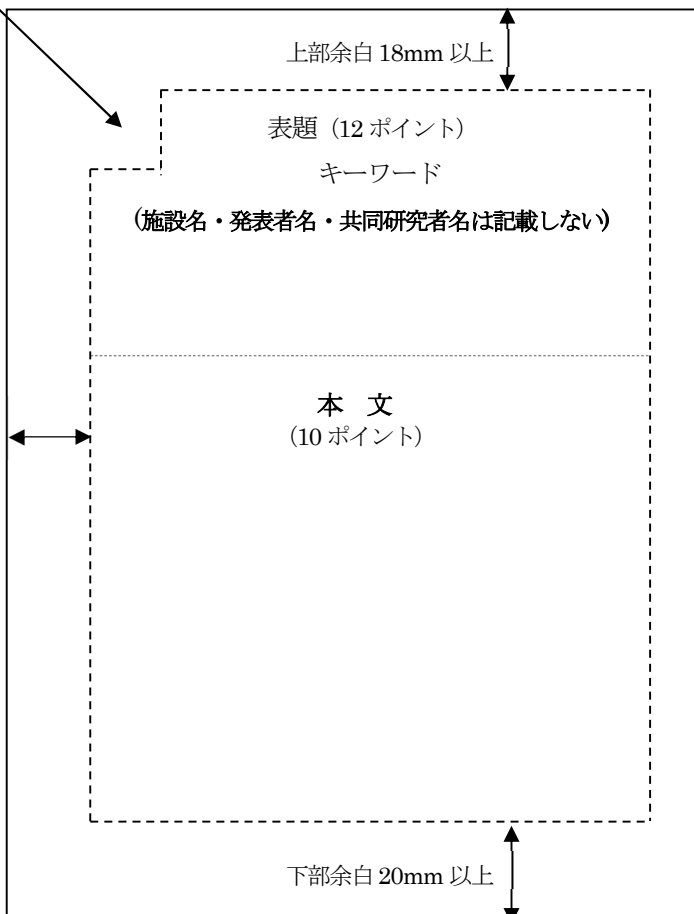 上部余白 18mm 以上
表題（12 ポイント）
キーワード
（施設名・発表者名・共同研究者名は記載しない）
本 文
（10 ポイント）
下部余白 20mm 以上